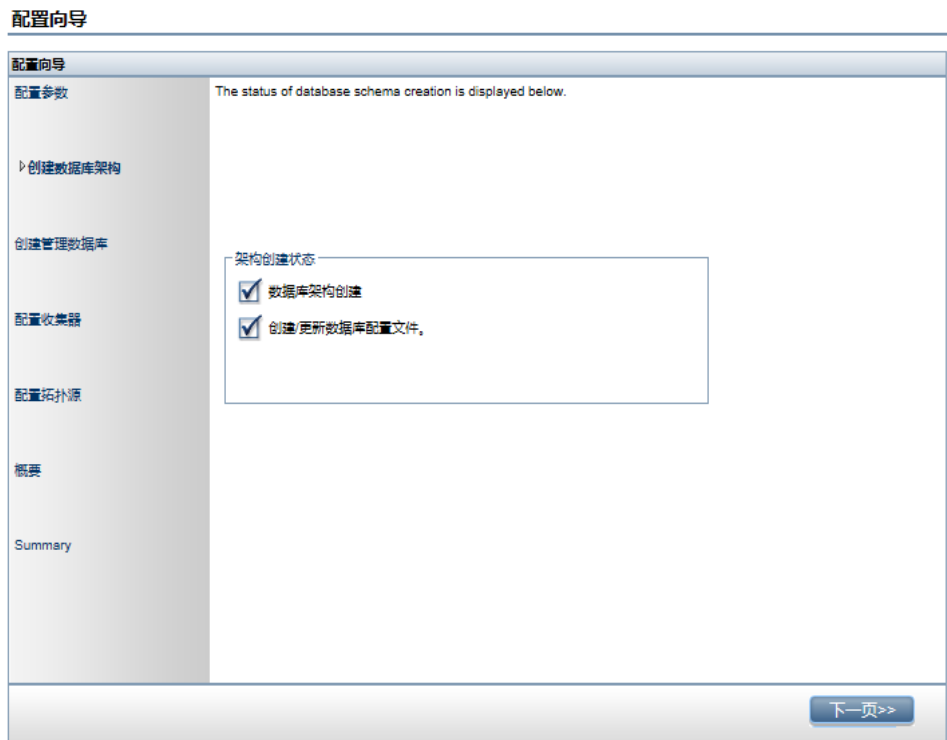 配置向导
配置向导
配置参数
The status of database schema creation is displayed below.
创建数据库架构
创建管理数据库
架构创建状态
数据库架构创建
配置收集器
创建/更新数据库配置文件。
配置拓扑源
概要
Summary
下一页>>